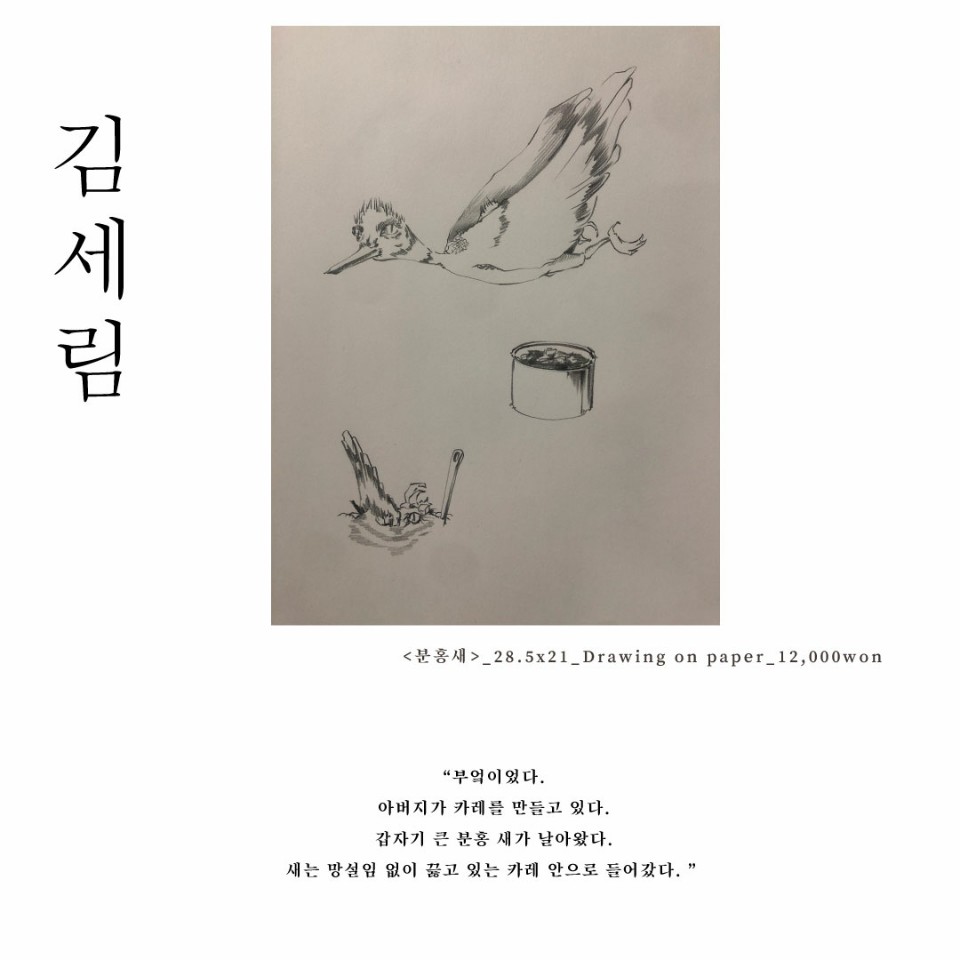 김세림
<분홍새>_28.5x21_Drawing on paper_12,000won
“부엌이었다.
아버지가 카레를 만들고 있다.
갑자기 큰 분홍 새가 날아왔다.
새는 망설임 없이 끓고 있는 카레 안으로 들어갔다. ”